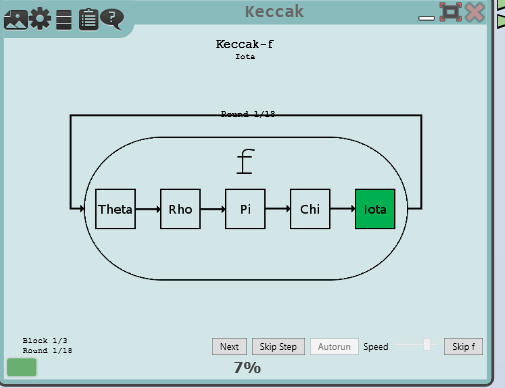 Keccak
Keccak-f
Iota
Round 1/18
f
Theta Rho Pi Chi Iota
Block 1/3
Round 1/18
Next Skip Step Autorun Speed Skip f
7%